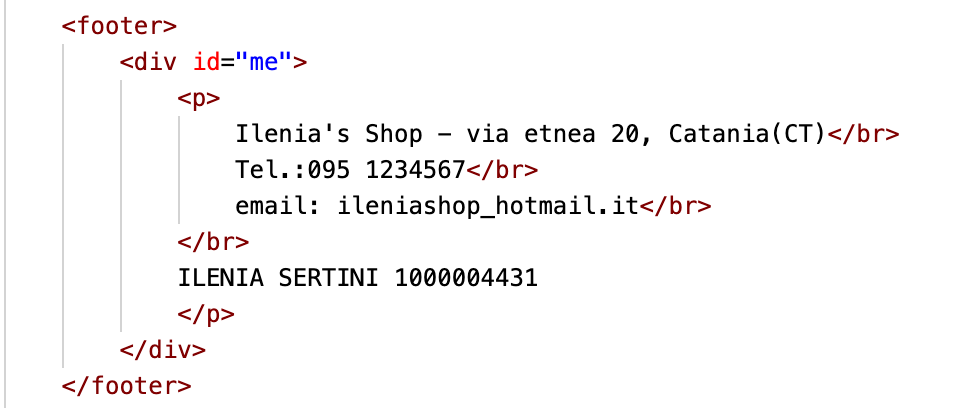 <footer>
<div id="me">
<p>
Ilenia's Shop – via etnea 20, Catania(CT)</br>
Tel.:095 1234567</br>
email: ileniashop_hotmail.it</br>
</br>
ILENIA SERTINI 1000004431
</p>
</div>
</footer>